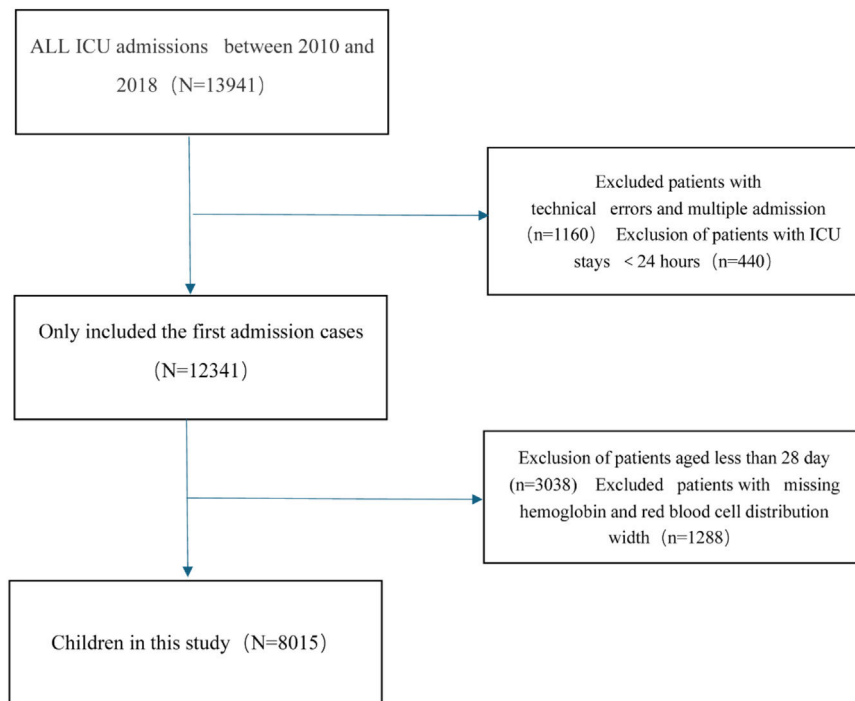 ALL ICU admissions between 2010 and
2018（N=13941）
Excluded patients with
technical errors and multiple admission
（n=1160） Exclusion of patients with ICU
stays < 24 hours（n=440）
Only included the first admission cases
（N=12341）
Exclusion of patients aged less than 28 day
(n=3038) Excluded patients with missing
hemoglobin and red blood cell distribution
width（n=1288）
Children in this study（N=8015）